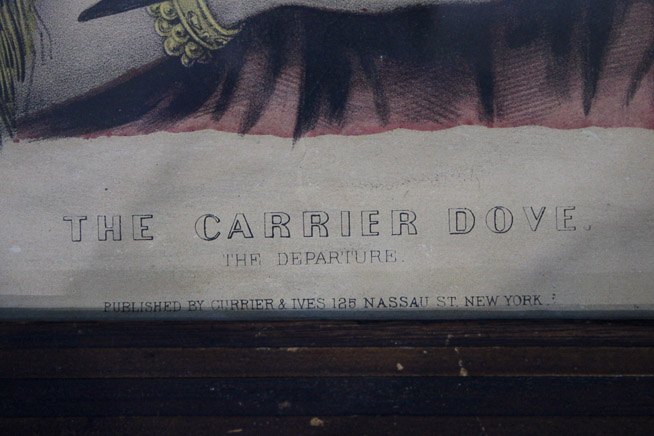 THE CARRIER DOVE.
THE DEPARTURE.
PUBLISHED BY CURRIER & IVES 125 NASSAU ST. NEW YORK.